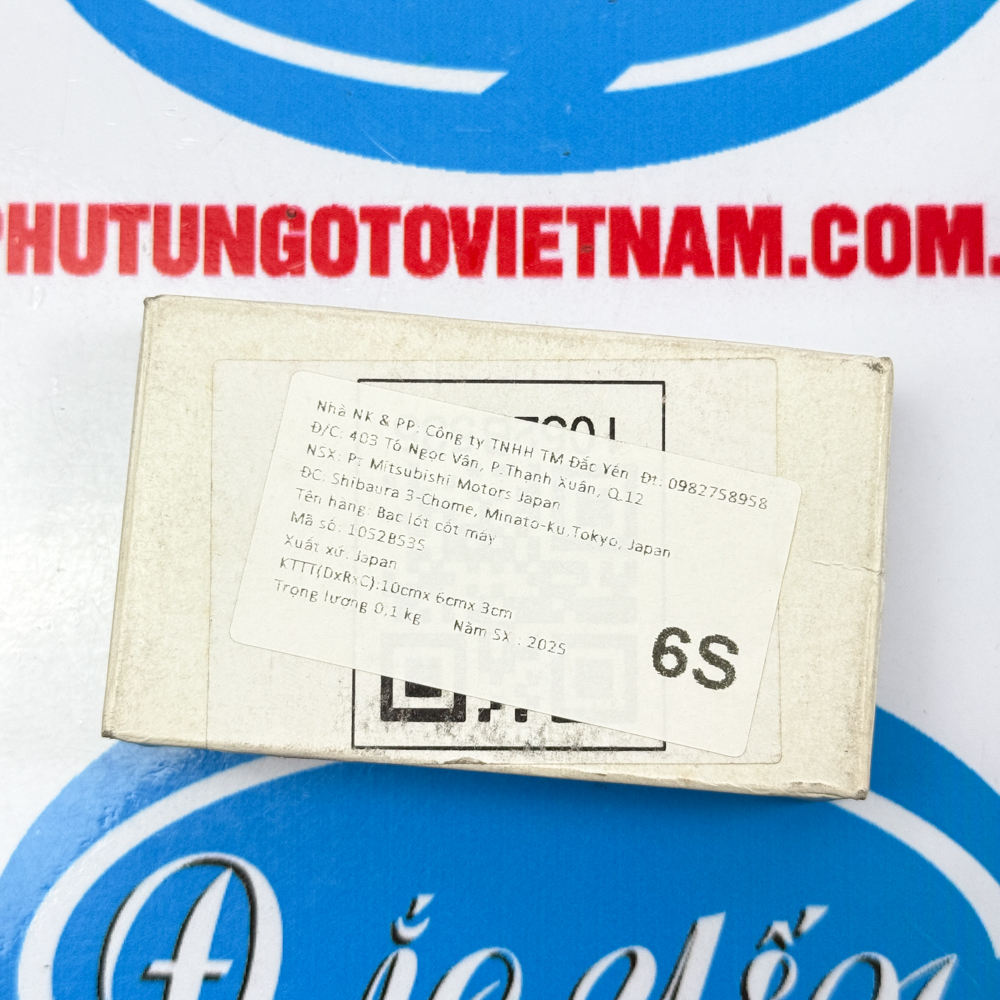 PHUTUNGOTOVIETNAM.COM.
Nhà NK & PP: Công ty TNHH TM Đắc Yến Đt: 0982758958
Đ/C: 403 Tô Ngọc Vân, P.Thạnh Xuân, Q.12
NSX: PT Mitsubishi Motors Japan
ĐC: Shibaura 3-Chome, Minato-Ku,Tokyo, Japan
Tên hàng: Bạc lót cốt máy
Mã số: 1052B535
Xuất xứ: Japan
KTTT(DxRxC):10cmx 6cmx 3cm
Trọng lượng 0,1 kg Năm SX : 2025
6S
Đắc Yến